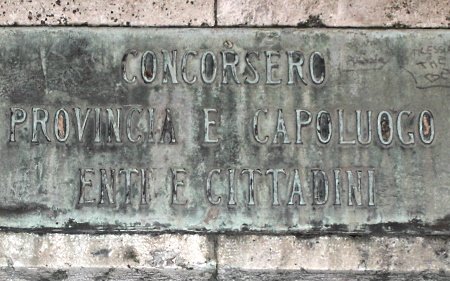 CONCORSERO
PROVINCIA E CAPOLUOGO
ENTI E CITTADINI